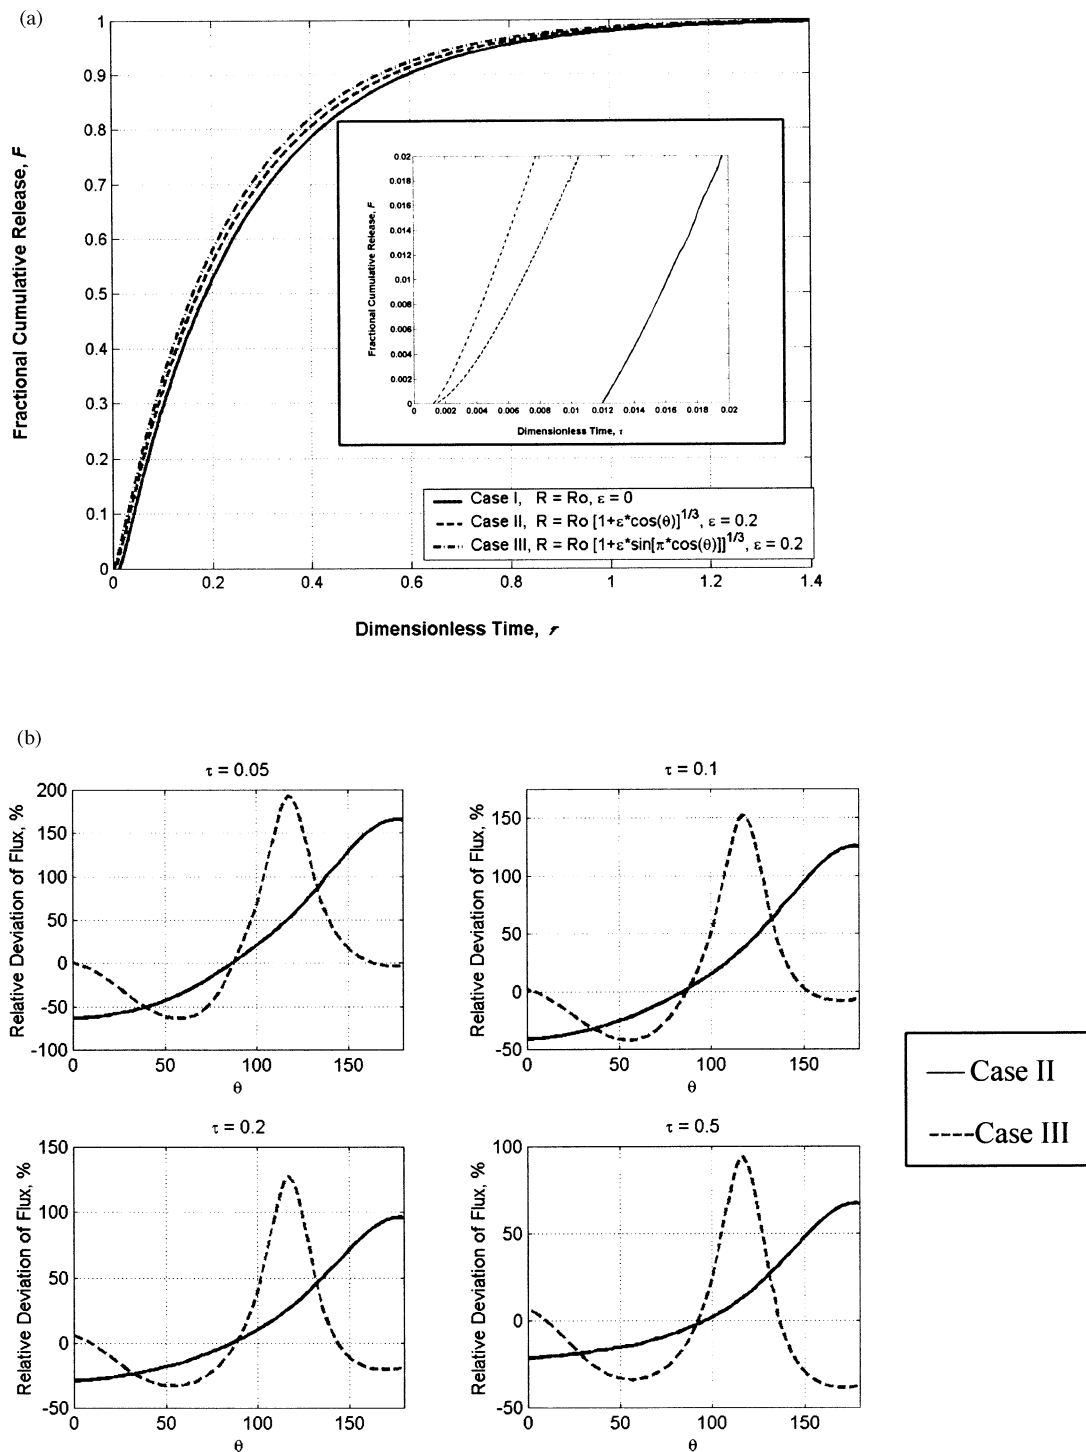 (a)
1
0.9
0.8
0.7
0.6
0.5
0.4
0.3
0.2
0.1
0
Fractional Cumulative Release, F
0.02
0.018
0.016
0.014
0.012
0.01
0.008
0.006
0.004
0.002
0
Fractional Cumulative Release, F
0 0.002 0.004 0.006 0.008 0.01 0.012 0.014 0.016 0.018 0.02
Dimensionless Time, τ
Case I, R = Ro, ε = 0
Case II, R = Ro [1+ε*cos(θ)]^1/3, ε = 0.2
Case III, R = Ro [1+ε*sin[π*cos(θ)]]^1/3, ε = 0.2
0 0.2 0.4 0.6 0.8 1 1.2 1.4
Dimensionless Time, τ
(b)
τ = 0.05
200
150
100
50
0
-50
-100
Relative Deviation of Flux, %
0 50 100 150
θ
τ = 0.1
150
100
50
0
-50
Relative Deviation of Flux, %
0 50 100 150
θ
Case II
Case III
τ = 0.2
150
100
50
0
-50
Relative Deviation of Flux, %
0 50 100 150
θ
τ = 0.5
100
50
0
-50
Relative Deviation of Flux, %
0 50 100 150
θ